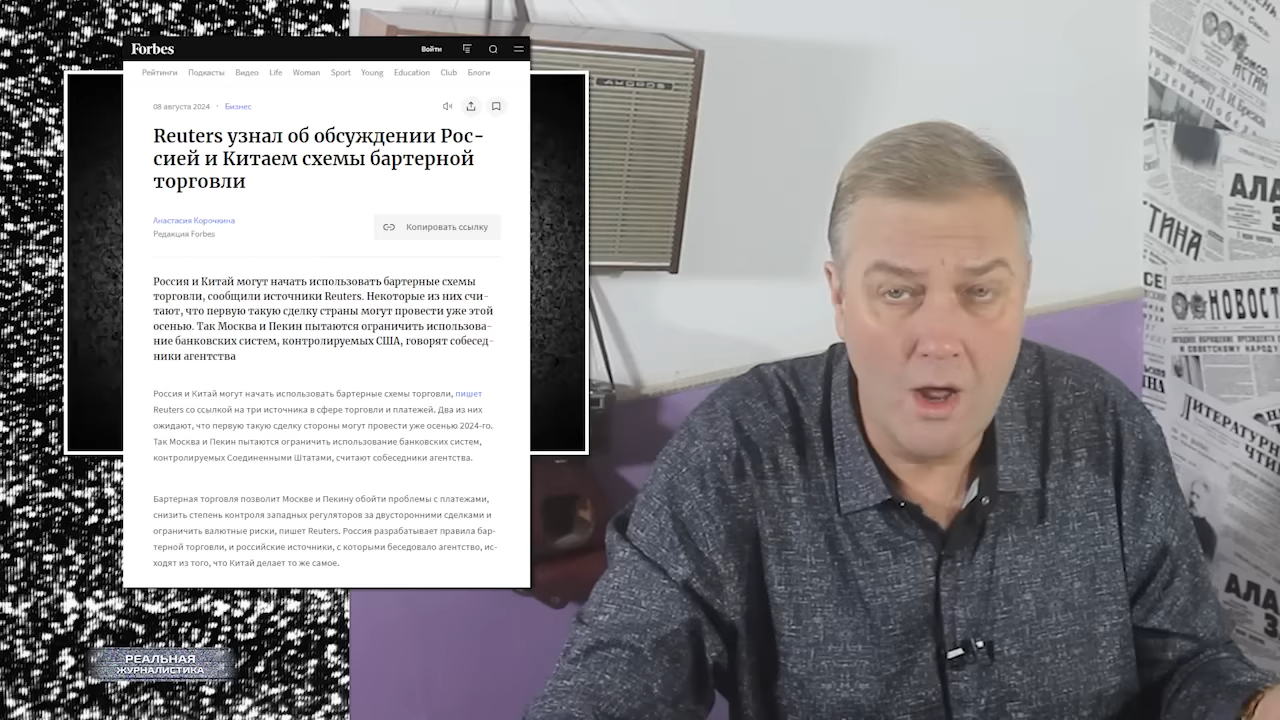 Forbes
Войти
Рейтинги Подкасты Видео Life Woman Sport Young Education Club Блоги
08 августа 2024 · Бизнес
Reuters узнал об обсуждении Рос-
сией и Китаем схемы бартерной
торговли
Анастасия Корочкина
Редакция Forbes
Копировать ссылку
Россия и Китай могут начать использовать бартерные схемы
торговли, сообщили источники Reuters. Некоторые из них счи-
тают, что первую такую сделку страны могут провести уже этой
осенью. Так Москва и Пекин пытаются ограничить использова-
ние банковских систем, контролируемых США, говорят собесед-
ники агентства
Россия и Китай могут начать использовать бартерные схемы торговли, пишет
Reuters со ссылкой на три источника в сфере торговли и платежей. Два из них
ожидают, что первую такую сделку стороны могут провести уже осенью 2024-го.
Так Москва и Пекин пытаются ограничить использование банковских систем,
контролируемых Соединенными Штатами, считают собеседники агентства.
Бартерная торговля позволит Москве и Пекину обойти проблемы с платежами,
снизить степень контроля западных регуляторов за двусторонними сделками и
ограничить валютные риски, пишет Reuters. Россия разрабатывает правила бар-
терной торговли, и российские источники, с которыми беседовало агентство, ис-
ходят из того, что Китай делает то же самое.
РЕАЛЬНАЯ
ЖУРНАЛИСТИКА
НОВОСТ
ЛИТЕРАТУРН
ЧТИ